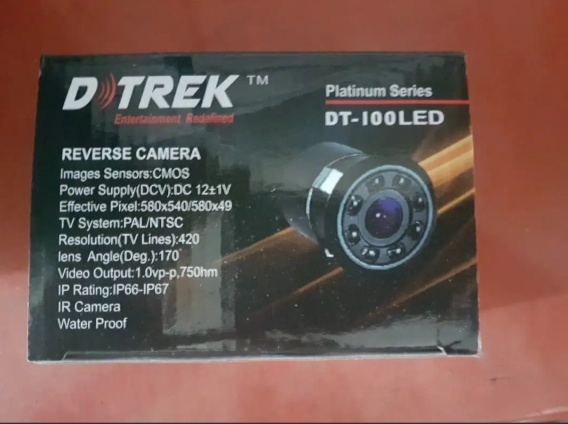 D TREK TM
Entertainment Redefined
Platinum Series
DT-100LED
REVERSE CAMERA
Images Sensors:CMOS
Power Supply(DCV):DC 12±1V
Effective Pixel:580x540/580x49
TV System:PAL/NTSC
Resolution(TV Lines):420
lens Angle(Deg.):170°
Video Output:1.0vp-p,750hm
IP Rating:IP66-IP67
IR Camera
Water Proof